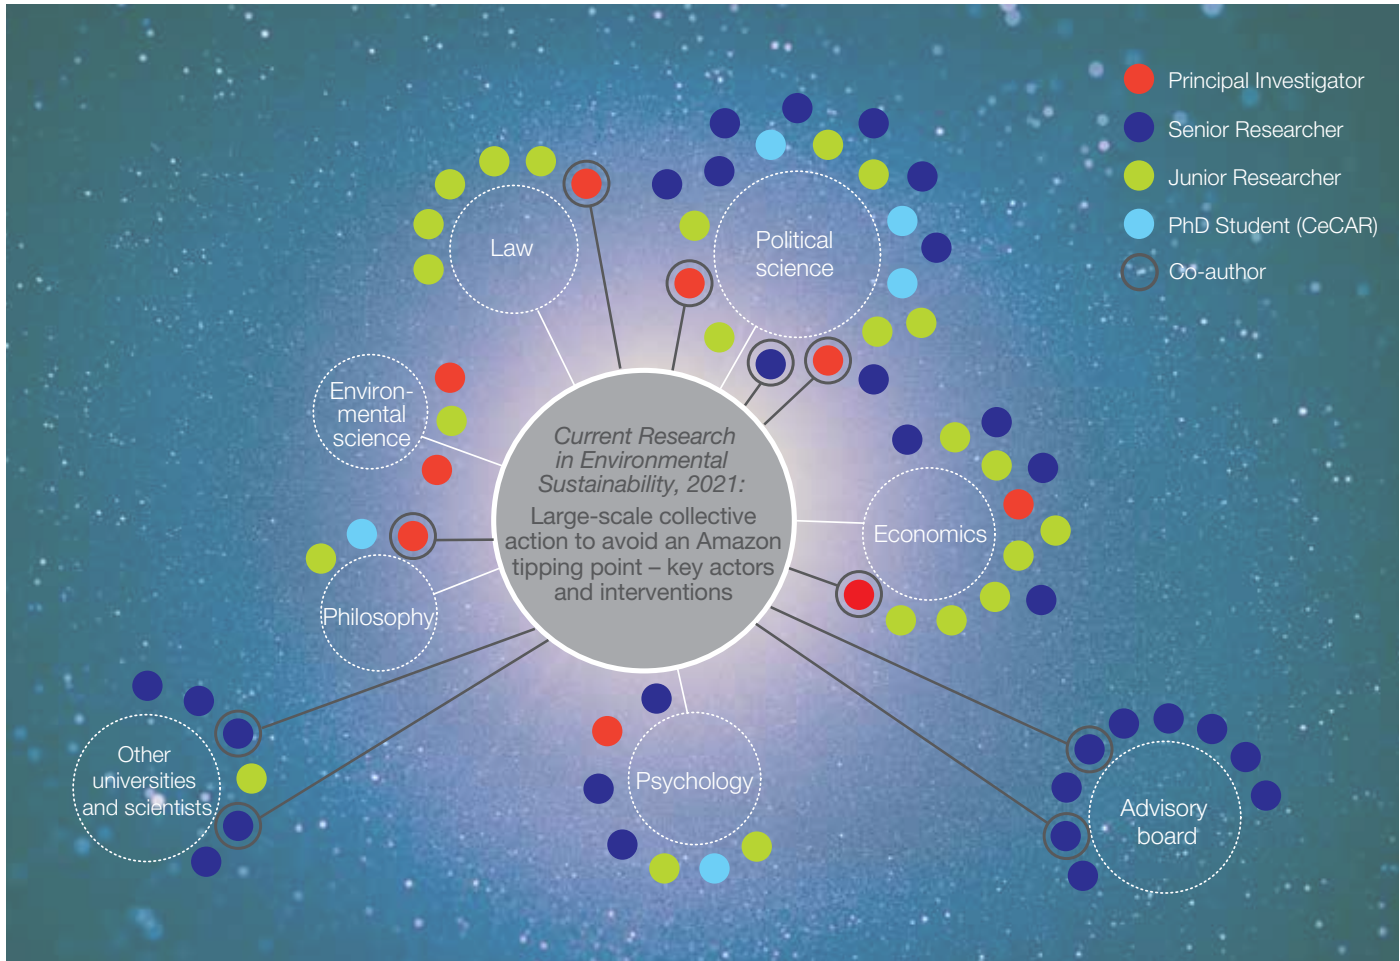 Principal Investigator
Senior Researcher
Junior Researcher
PhD Student (CeCAR)
Co-author
Law
Political
science
Environ-
mental
science
Current Research
in Environmental
Sustainability, 2021:
Large-scale collective
action to avoid an Amazon
tipping point – key actors
and interventions
Economics
Philosophy
Other
universities
and scientists
Psychology
Advisory
board